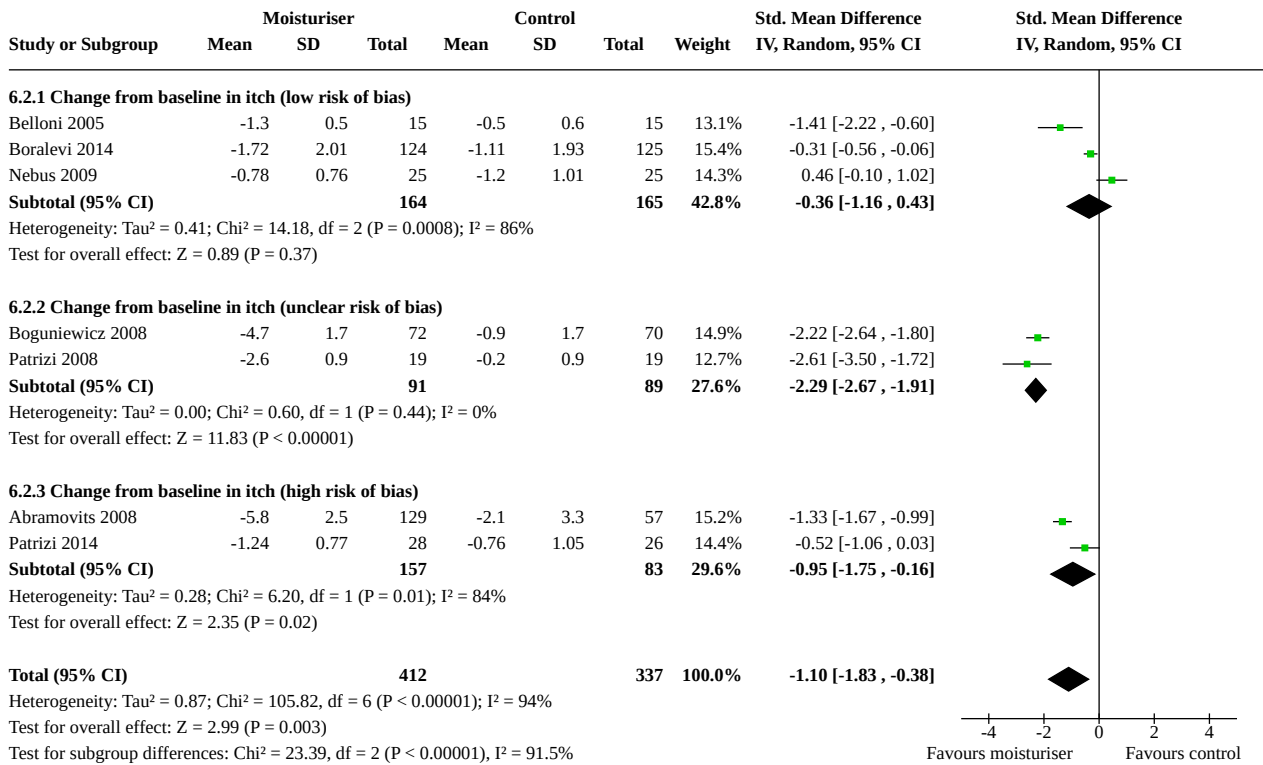 Moisturiser Control Std. Mean Difference Std. Mean Difference
Study or Subgroup Mean SD Total Mean SD Total Weight IV, Random, 95% CI IV, Random, 95% CI
6.2.1 Change from baseline in itch (low risk of bias)
Belloni 2005 -1.3 0.5 15 -0.5 0.6 15 13.1% -1.41 [-2.22 , -0.60]
Boralevi 2014 -1.72 2.01 124 -1.11 1.93 125 15.4% -0.31 [-0.56 , -0.06]
Nebus 2009 -0.78 0.76 25 -1.2 1.01 25 14.3% 0.46 [-0.10 , 1.02]
Subtotal (95% CI) 164 165 42.8% -0.36 [-1.16 , 0.43]
Heterogeneity: Tau² = 0.41; Chi² = 14.18, df = 2 (P = 0.0008); I² = 86%
Test for overall effect: Z = 0.89 (P = 0.37)
6.2.2 Change from baseline in itch (unclear risk of bias)
Boguniewicz 2008 -4.7 1.7 72 -0.9 1.7 70 14.9% -2.22 [-2.64 , -1.80]
Patrizi 2008 -2.6 0.9 19 -0.2 0.9 19 12.7% -2.61 [-3.50 , -1.72]
Subtotal (95% CI) 91 89 27.6% -2.29 [-2.67 , -1.91]
Heterogeneity: Tau² = 0.00; Chi² = 0.60, df = 1 (P = 0.44); I² = 0%
Test for overall effect: Z = 11.83 (P < 0.00001)
6.2.3 Change from baseline in itch (high risk of bias)
Abramovits 2008 -5.8 2.5 129 -2.1 3.3 57 15.2% -1.33 [-1.67 , -0.99]
Patrizi 2014 -1.24 0.77 28 -0.76 1.05 26 14.4% -0.52 [-1.06 , 0.03]
Subtotal (95% CI) 157 83 29.6% -0.95 [-1.75 , -0.16]
Heterogeneity: Tau² = 0.28; Chi² = 6.20, df = 1 (P = 0.01); I² = 84%
Test for overall effect: Z = 2.35 (P = 0.02)
Total (95% CI) 412 337 100.0% -1.10 [-1.83 , -0.38]
Heterogeneity: Tau² = 0.87; Chi² = 105.82, df = 6 (P < 0.00001); I² = 94%
Test for overall effect: Z = 2.99 (P = 0.003)
Test for subgroup differences: Chi² = 23.39, df = 2 (P < 0.00001), I² = 91.5%
-4 -2 0 2 4
Favours moisturiser Favours control